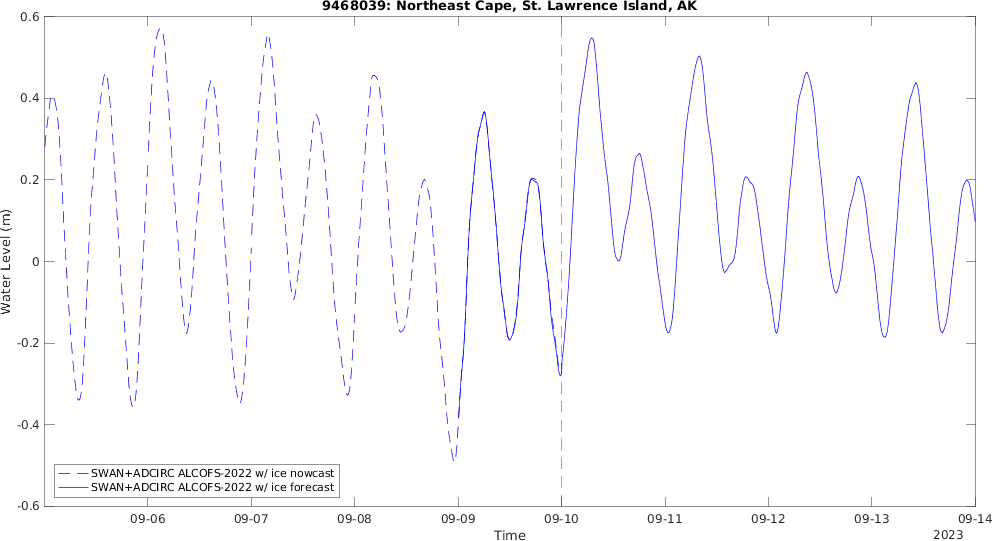 9468039: Northeast Cape, St. Lawrence Island, AK
0.6
0.4
0.2
0
-0.2
-0.4
-0.6
Water Level (m)
SWAN+ADCIRC ALCOFS-2022 w/ ice nowcast
SWAN+ADCIRC ALCOFS-2022 w/ ice forecast
09-06 09-07 09-08 09-09 09-10 09-11 09-12 09-13 09-14
Time
2023